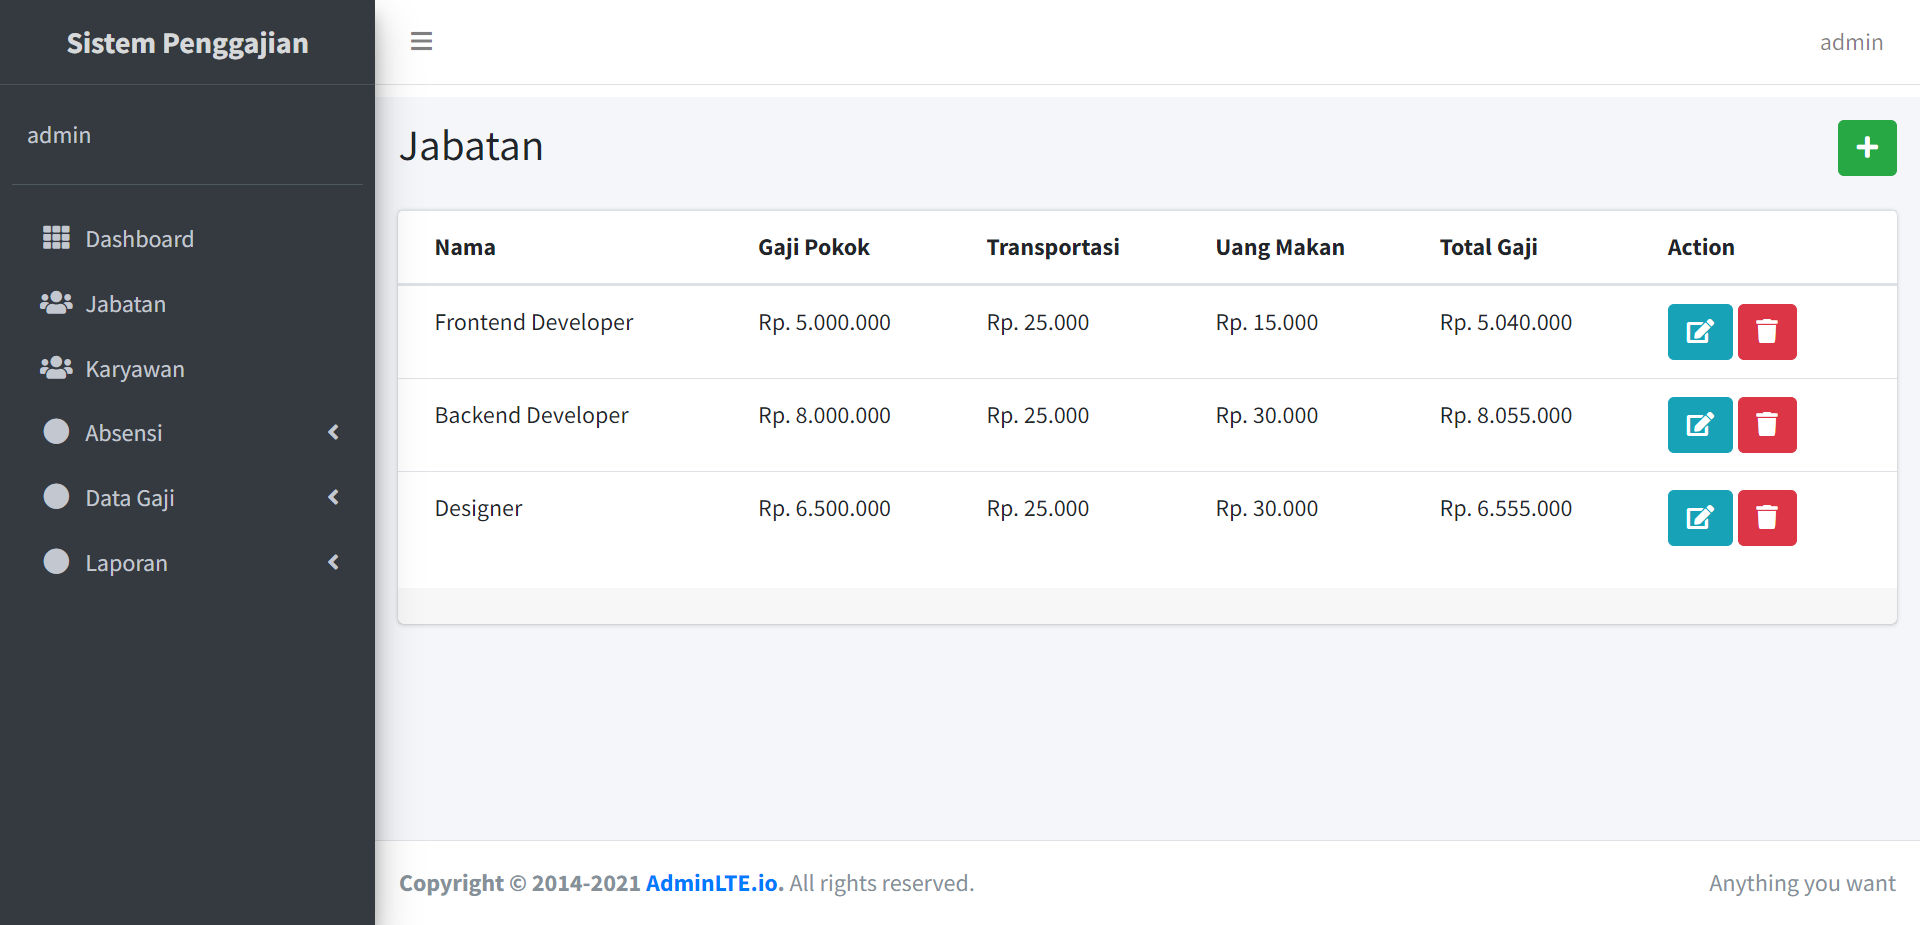 Sistem Penggajian
admin
admin
Dashboard
Jabatan
Karyawan
Absensi
Data Gaji
Laporan
Jabatan
Nama Gaji Pokok Transportasi Uang Makan Total Gaji Action
Frontend Developer Rp. 5.000.000 Rp. 25.000 Rp. 15.000 Rp. 5.040.000
Backend Developer Rp. 8.000.000 Rp. 25.000 Rp. 30.000 Rp. 8.055.000
Designer Rp. 6.500.000 Rp. 25.000 Rp. 30.000 Rp. 6.555.000
Copyright © 2014-2021 AdminLTE.io. All rights reserved.
Anything you want